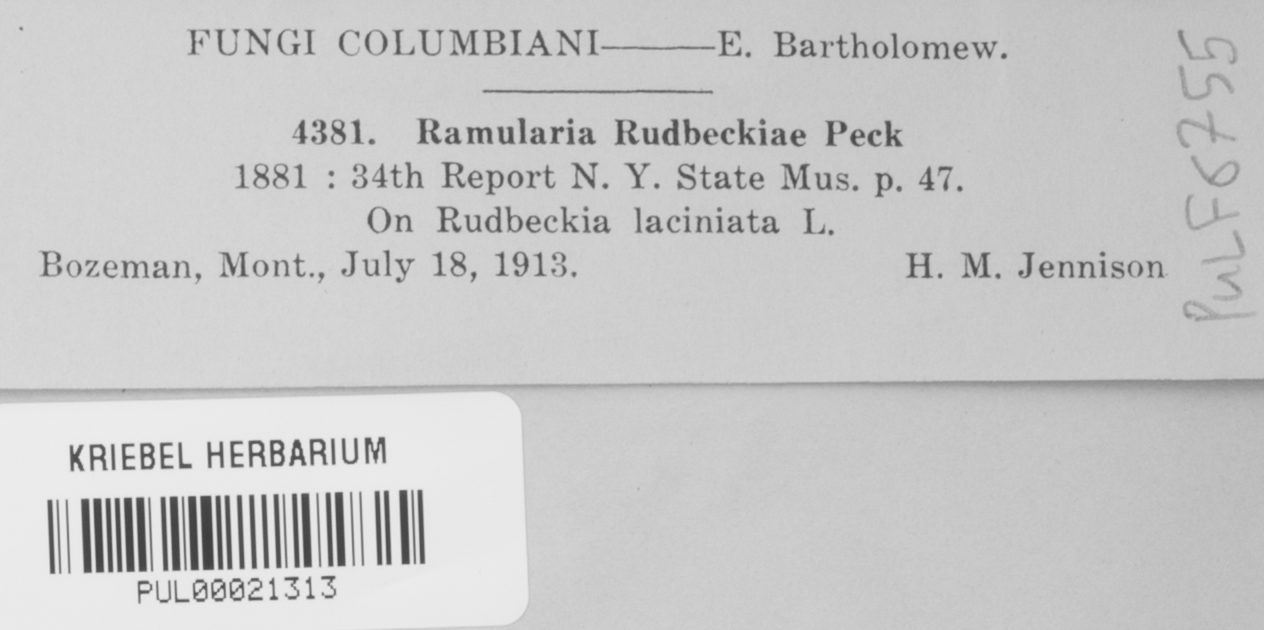 FUNGI COLUMBIANI——E. Bartholomew.
4381. Ramularia Rudbeckiae Peck
1881 : 34th Report N. Y. State Mus. p. 47.
On Rudbeckia laciniata L.
Bozeman, Mont., July 18, 1913. H. M. Jennison
PuLF6755
KRIEBEL HERBARIUM
PUL00021313